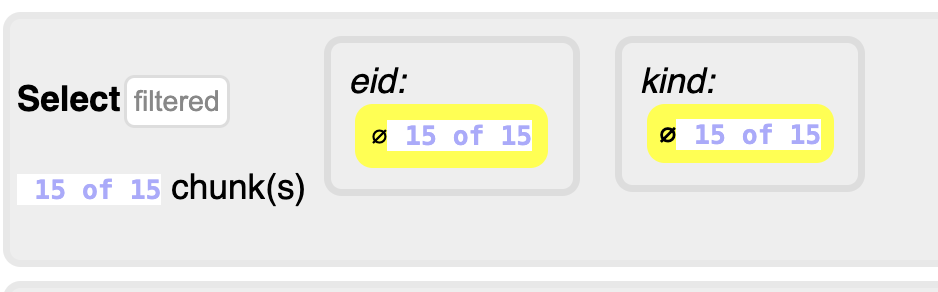 Select filtered
15 of 15 chunk(s)
eid:
∅ 15 of 15
kind:
∅ 15 of 15